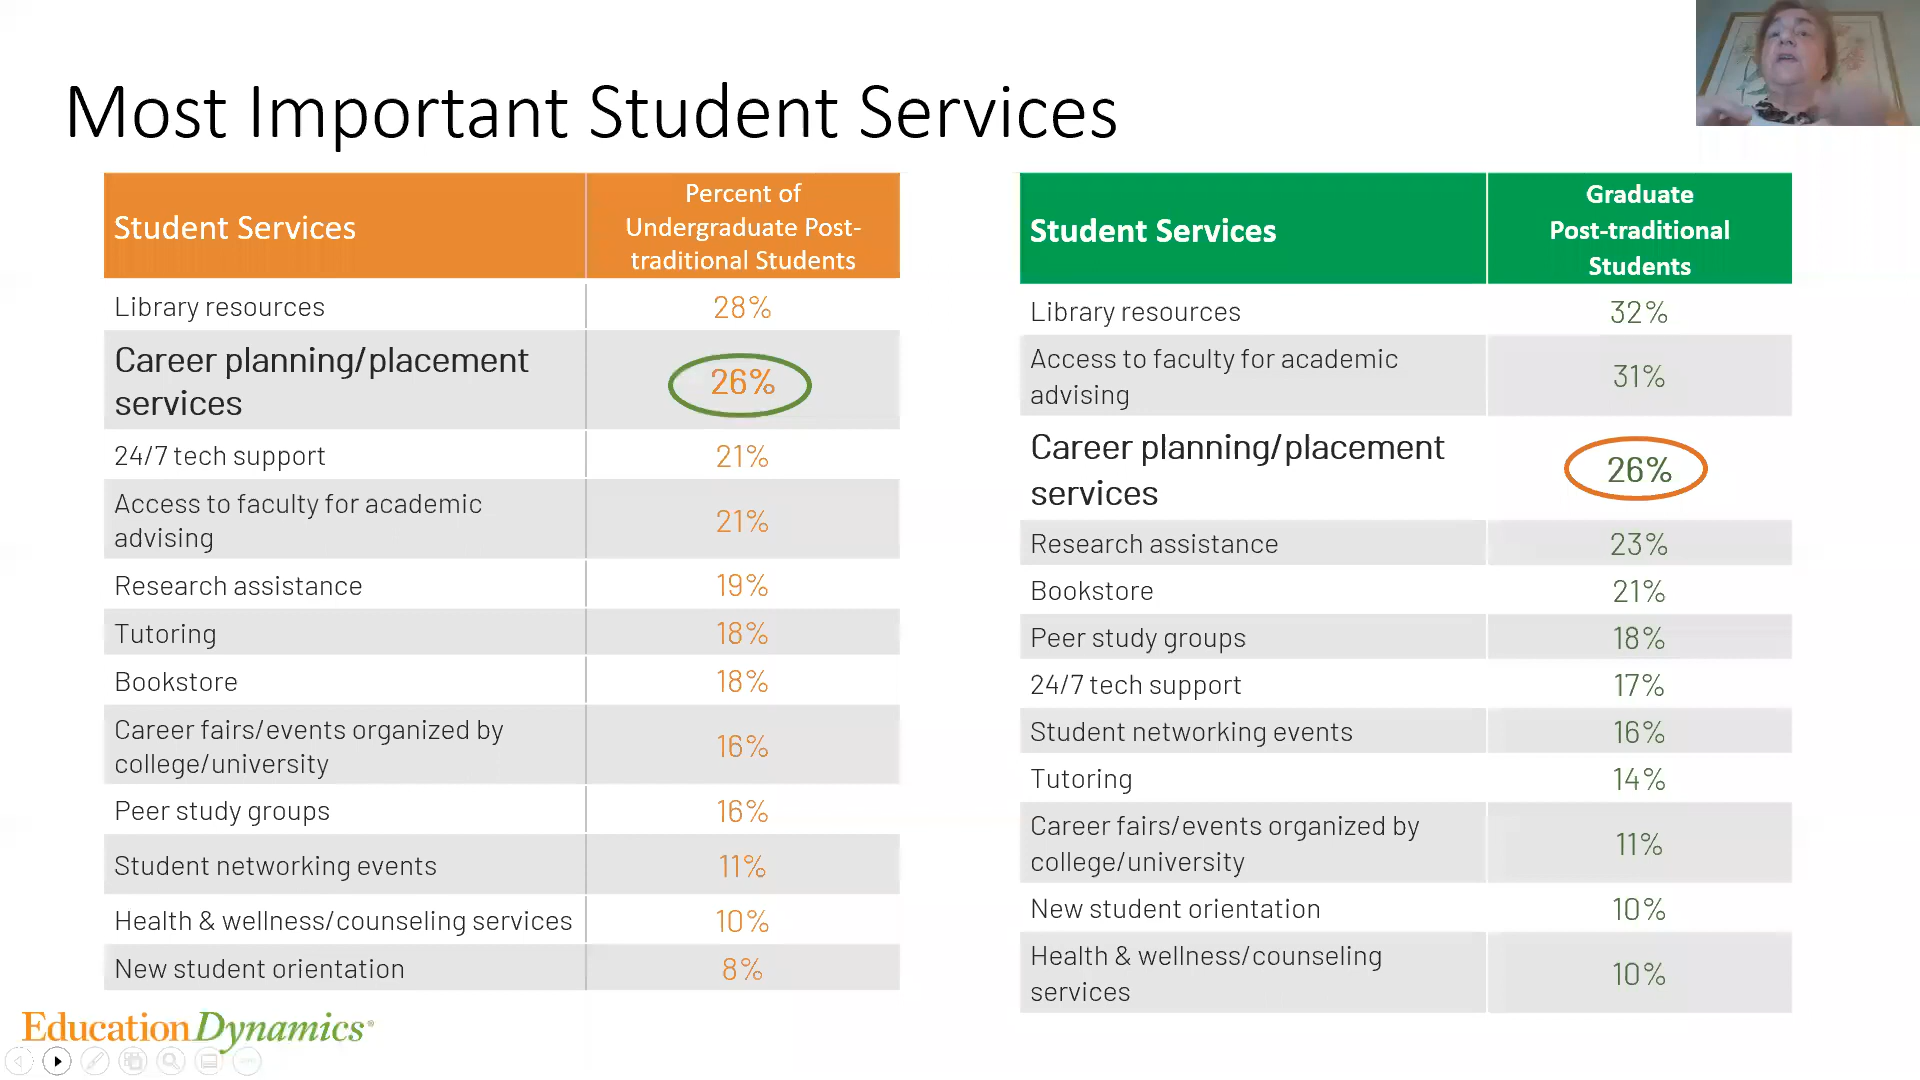 Most Important Student Services
Student Services
Percent of
Undergraduate Post-
traditional Students
Library resources
28%
Career planning/placement
services
26%
24/7 tech support
21%
Access to faculty for academic
advising
21%
Research assistance
19%
Tutoring
18%
Bookstore
18%
Career fairs/events organized by
college/university
16%
Peer study groups
16%
Student networking events
11%
Health & wellness/counseling services
10%
New student orientation
8%
Student Services
Graduate
Post-traditional
Students
Library resources
32%
Access to faculty for academic
advising
31%
Career planning/placement
services
26%
Research assistance
23%
Bookstore
21%
Peer study groups
18%
24/7 tech support
17%
Student networking events
16%
Tutoring
14%
Career fairs/events organized by
college/university
11%
New student orientation
10%
Health & wellness/counseling
services
10%
EducationDynamics®